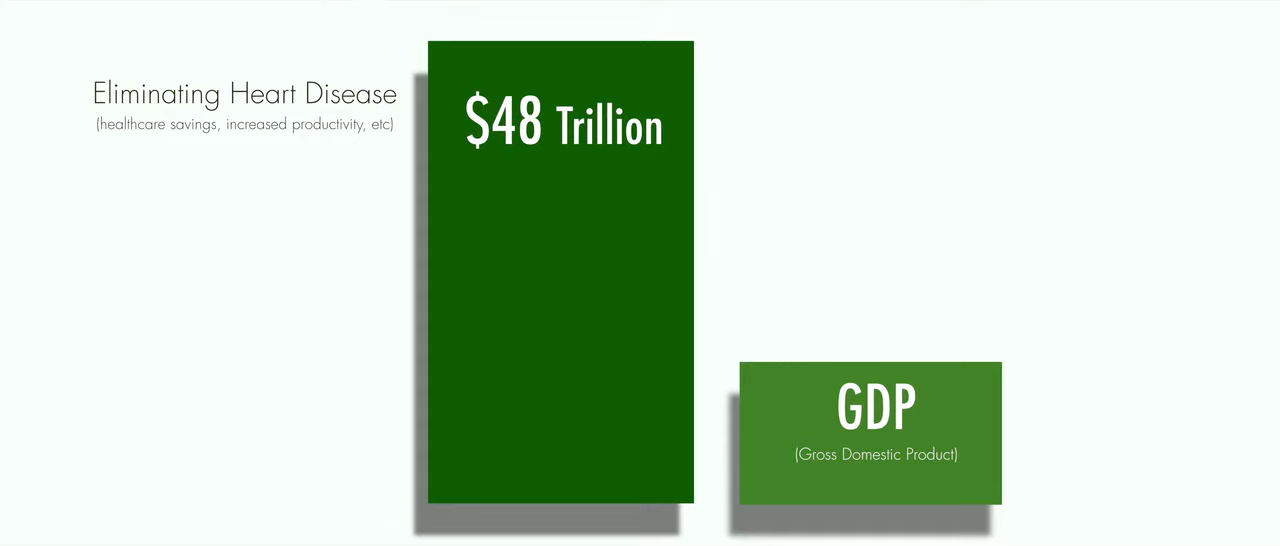 Eliminating Heart Disease
(healthcare savings, increased productivity, etc)
$48 Trillion
GDP
(Gross Domestic Product)